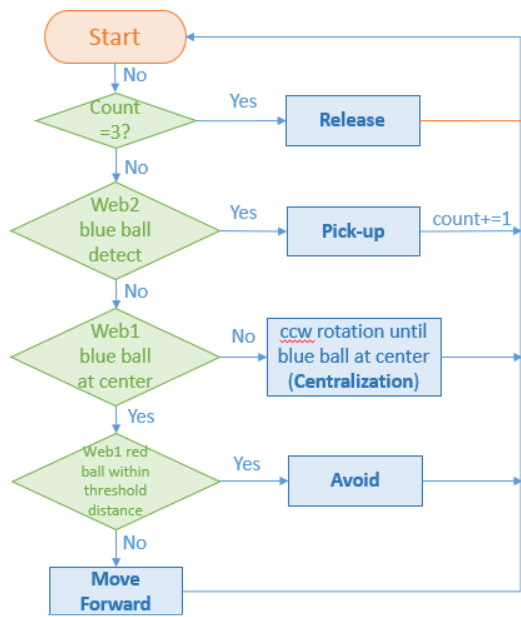 Start
No
Count
=3?
Yes
Release
No
Web2
blue ball
detect
Yes
Pick-up
count+=1
No
Web1
blue ball
at center
No
ccw rotation until
blue ball at center
(Centralization)
Yes
Web1 red
ball within
threshold
distance
Yes
Avoid
No
Move
Forward